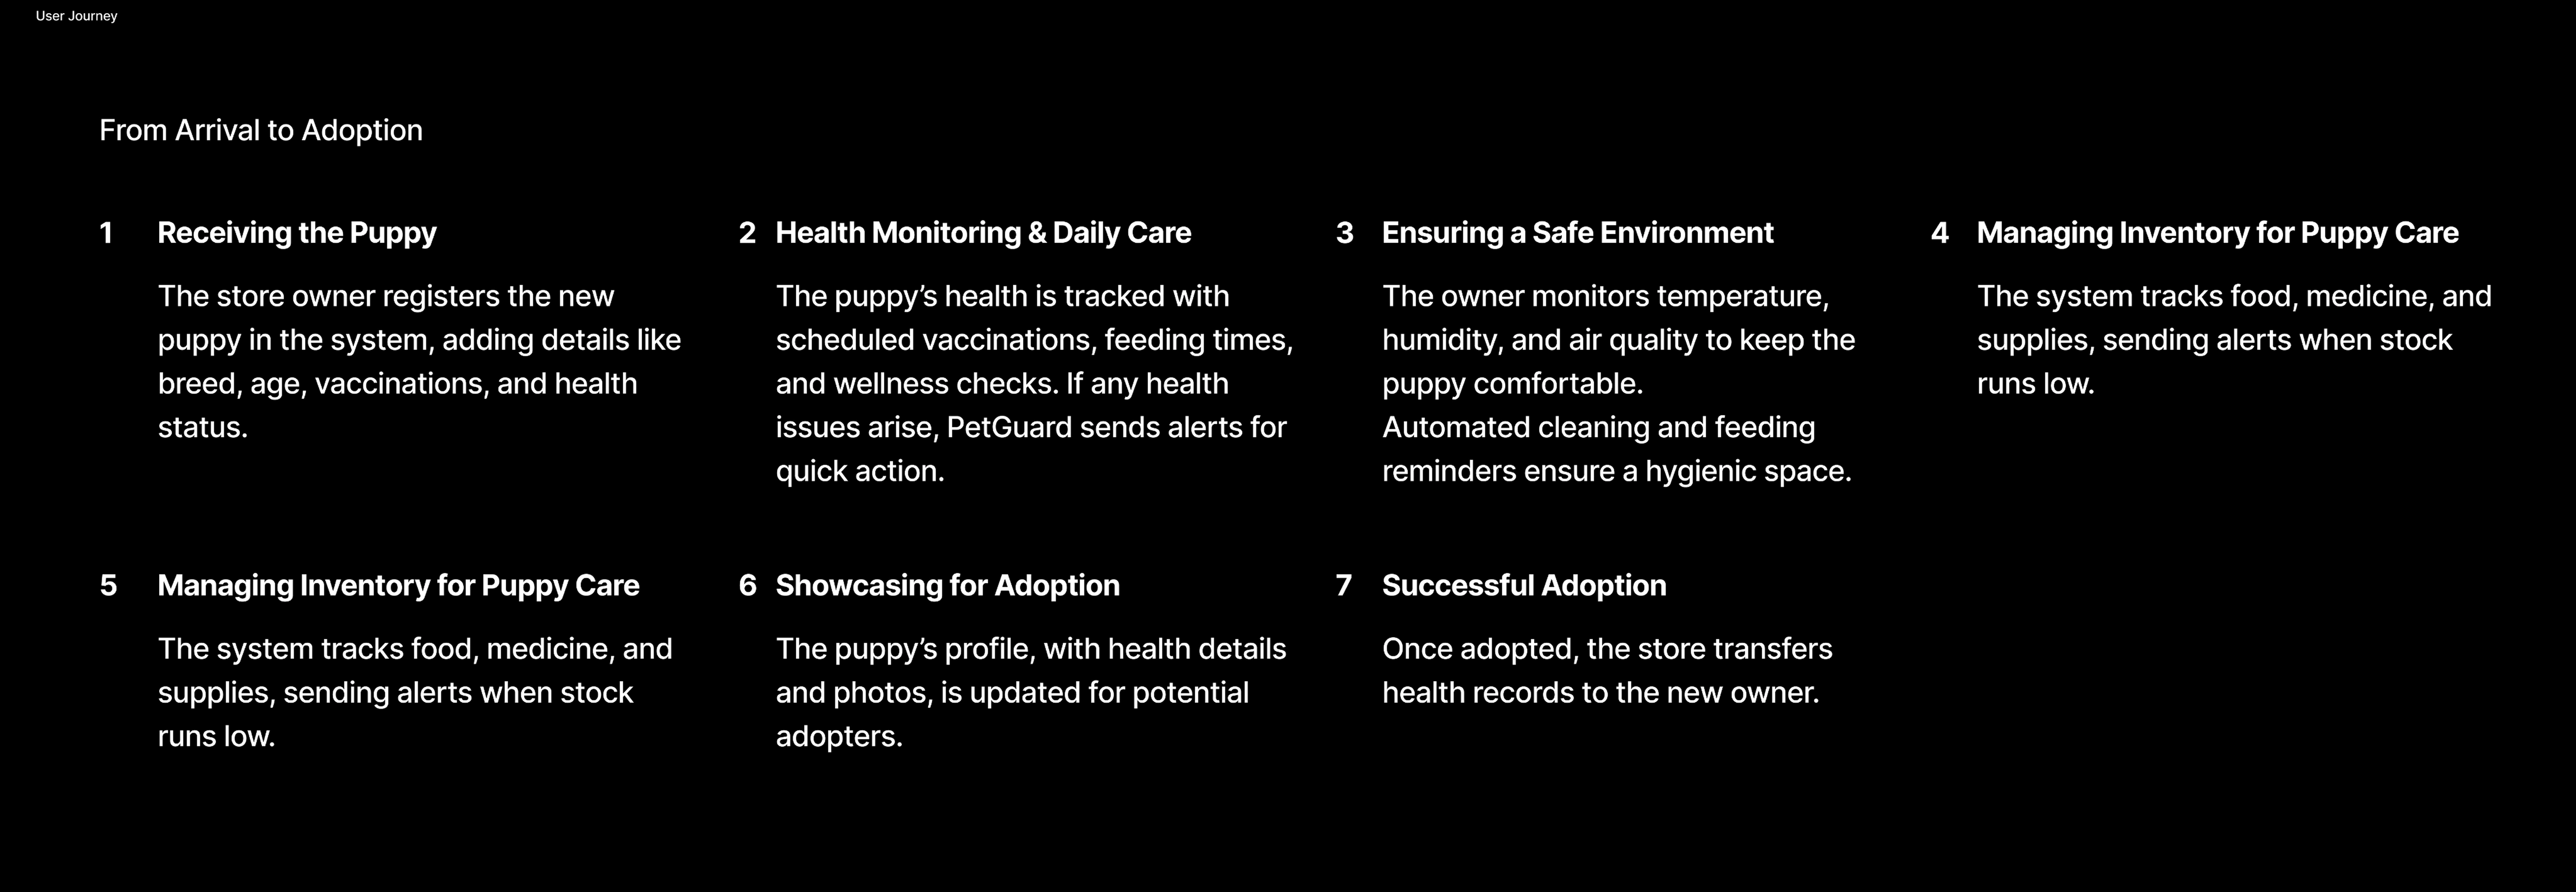 User Journey
From Arrival to Adoption
1 Receiving the Puppy
The store owner registers the new
puppy in the system, adding details like
breed, age, vaccinations, and health
status.
2 Health Monitoring & Daily Care
The puppy’s health is tracked with
scheduled vaccinations, feeding times,
and wellness checks. If any health
issues arise, PetGuard sends alerts for
quick action.
3 Ensuring a Safe Environment
The owner monitors temperature,
humidity, and air quality to keep the
puppy comfortable.
Automated cleaning and feeding
reminders ensure a hygienic space.
4 Managing Inventory for Puppy Care
The system tracks food, medicine, and
supplies, sending alerts when stock
runs low.
5 Managing Inventory for Puppy Care
The system tracks food, medicine, and
supplies, sending alerts when stock
runs low.
6 Showcasing for Adoption
The puppy’s profile, with health details
and photos, is updated for potential
adopters.
7 Successful Adoption
Once adopted, the store transfers
health records to the new owner.